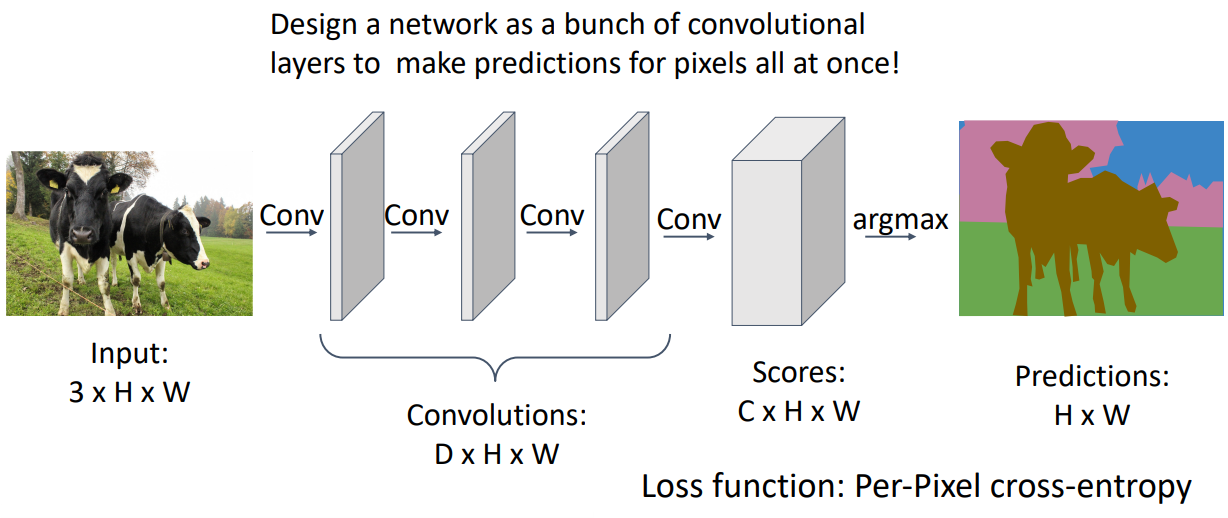 Design a network as a bunch of convolutional
layers to make predictions for pixels all at once!
Conv
Conv
Conv
Conv
argmax
Input:
3 x H x W
Convolutions:
D x H x W
Scores:
C x H x W
Predictions:
H x W
Loss function: Per-Pixel cross-entropy